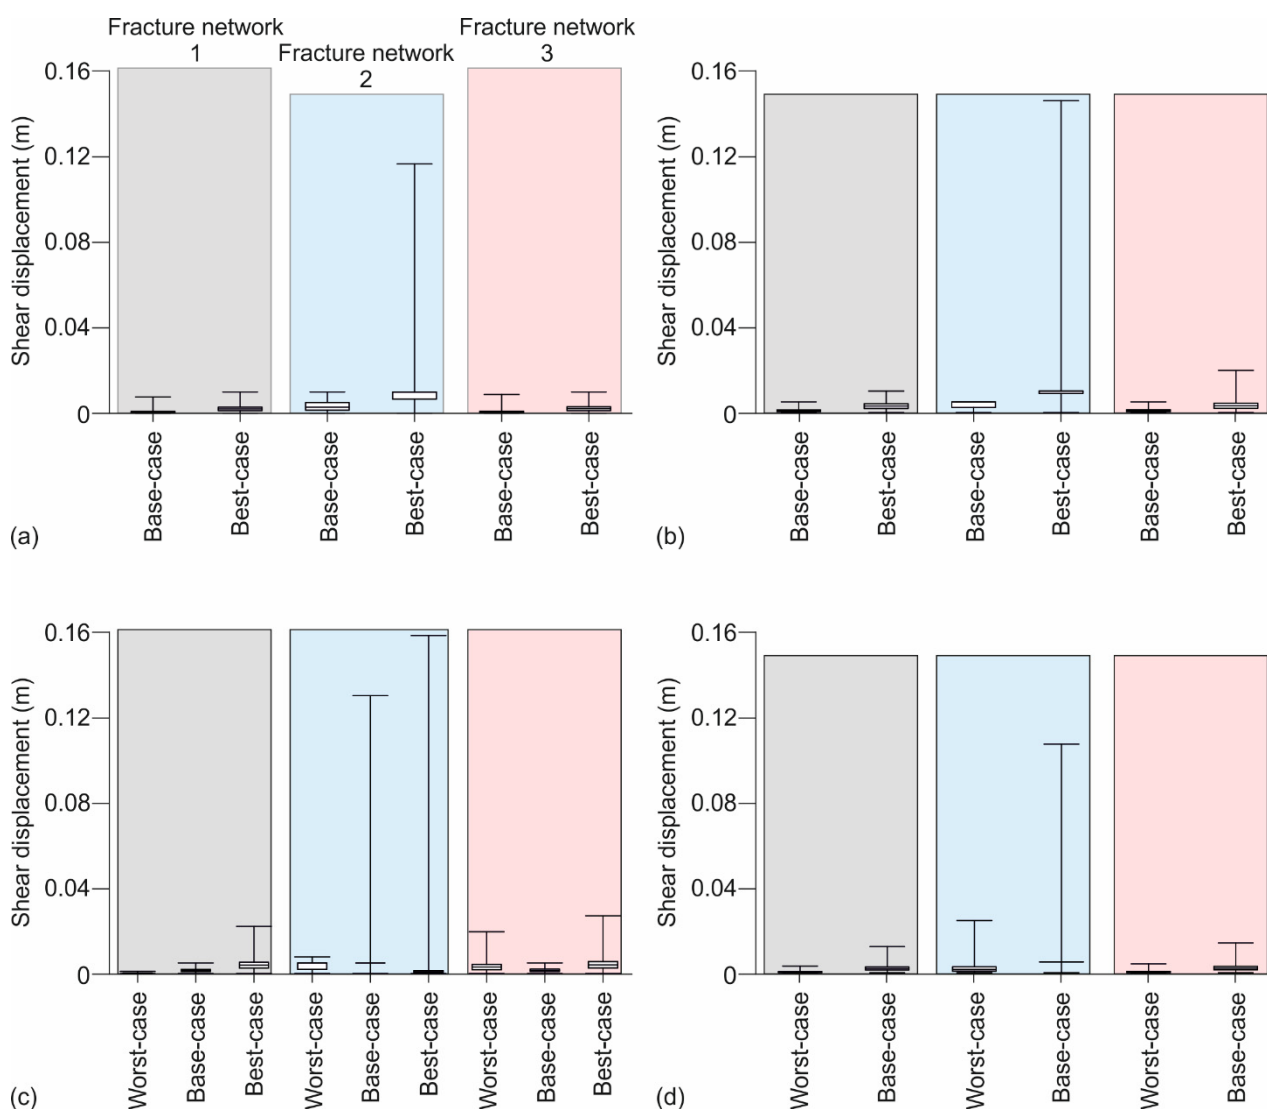 Fracture network
1
Fracture network
2
Fracture network
3
Shear displacement (m)
0.16
0.12
0.08
0.04
0
Base-case
Best-case
Base-case
Best-case
Base-case
Best-case
(a)
Shear displacement (m)
0.16
0.12
0.08
0.04
0
Base-case
Best-case
Base-case
Best-case
Base-case
Best-case
(b)
Shear displacement (m)
0.16
0.12
0.08
0.04
0
Worst-case
Base-case
Best-case
Worst-case
Base-case
Best-case
Worst-case
Base-case
Best-case
(c)
Shear displacement (m)
0.16
0.12
0.08
0.04
0
Worst-case
Base-case
Worst-case
Base-case
Worst-case
Base-case
(d)